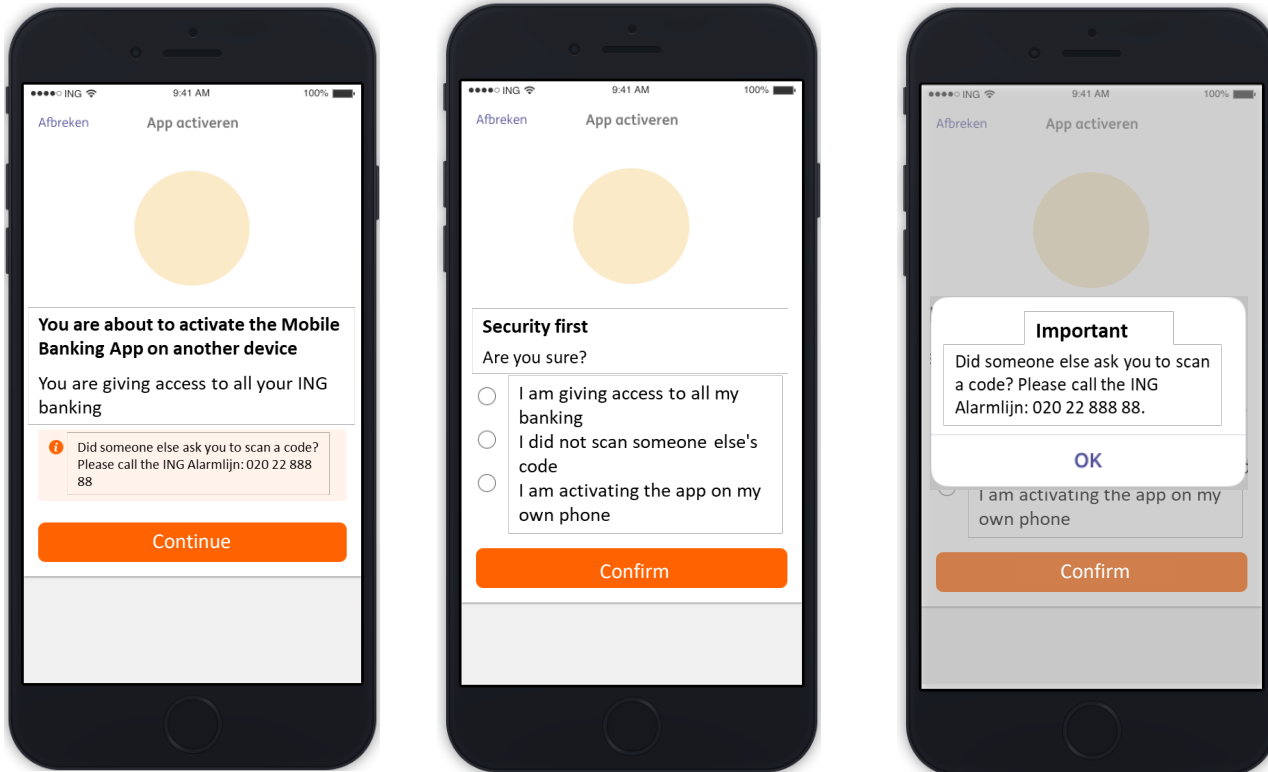 ING
9:41 AM
100%
Afbreken
App activeren
You are about to activate the Mobile
Banking App on another device
You are giving access to all your ING
banking
Did someone else ask you to scan a code?
Please call the ING Alarmlijn: 020 22 888
88
Continue
ING
9:41 AM
100%
Afbreken
App activeren
Security first
Are you sure?
I am giving access to all my
banking
I did not scan someone else's
code
I am activating the app on my
own phone
Confirm
ING
9:41 AM
100%
Afbreken
App activeren
Important
Did someone else ask you to scan
a code? Please call the ING
Alarmlijn: 020 22 888 88.
OK
I am activating the app on my
own phone
Confirm